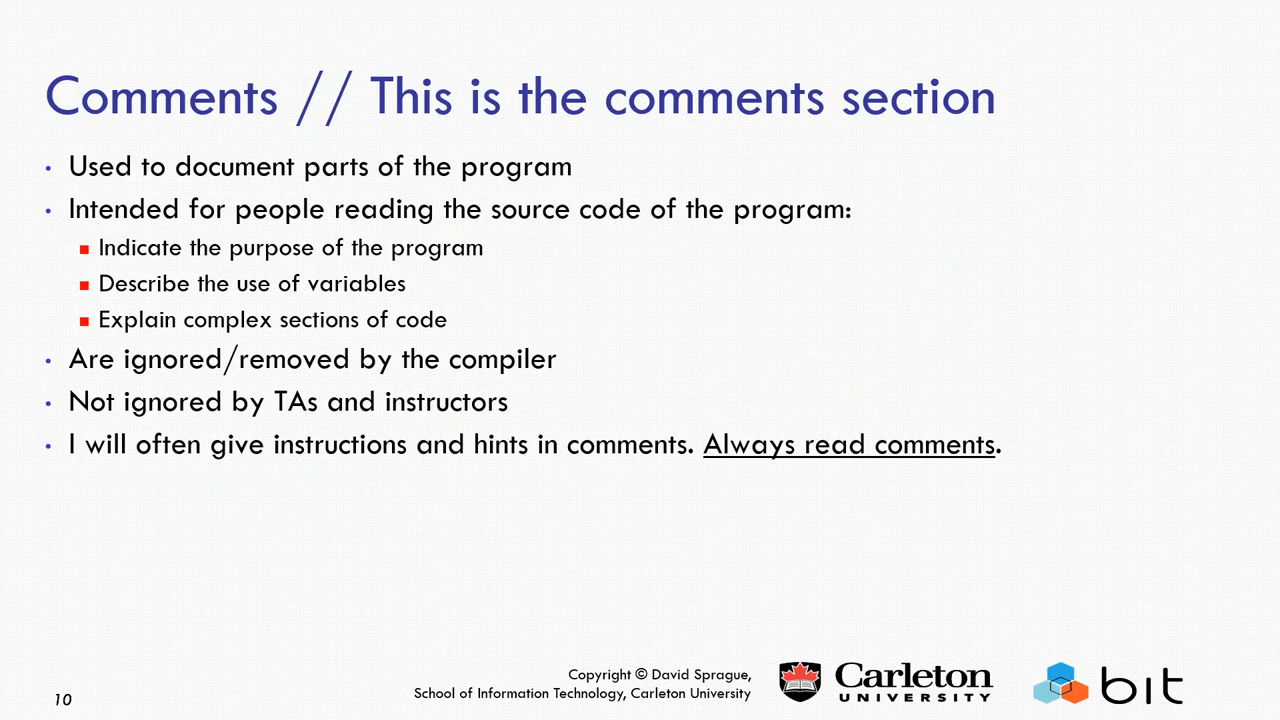 Comments // This is the comments section
• Used to document parts of the program
• Intended for people reading the source code of the program:
▪ Indicate the purpose of the program
▪ Describe the use of variables
▪ Explain complex sections of code
• Are ignored/removed by the compiler
• Not ignored by TAs and instructors
• I will often give instructions and hints in comments. Always read comments.
10
Copyright © David Sprague,
School of Information Technology, Carleton University
Carleton
UNIVERSITY
bit